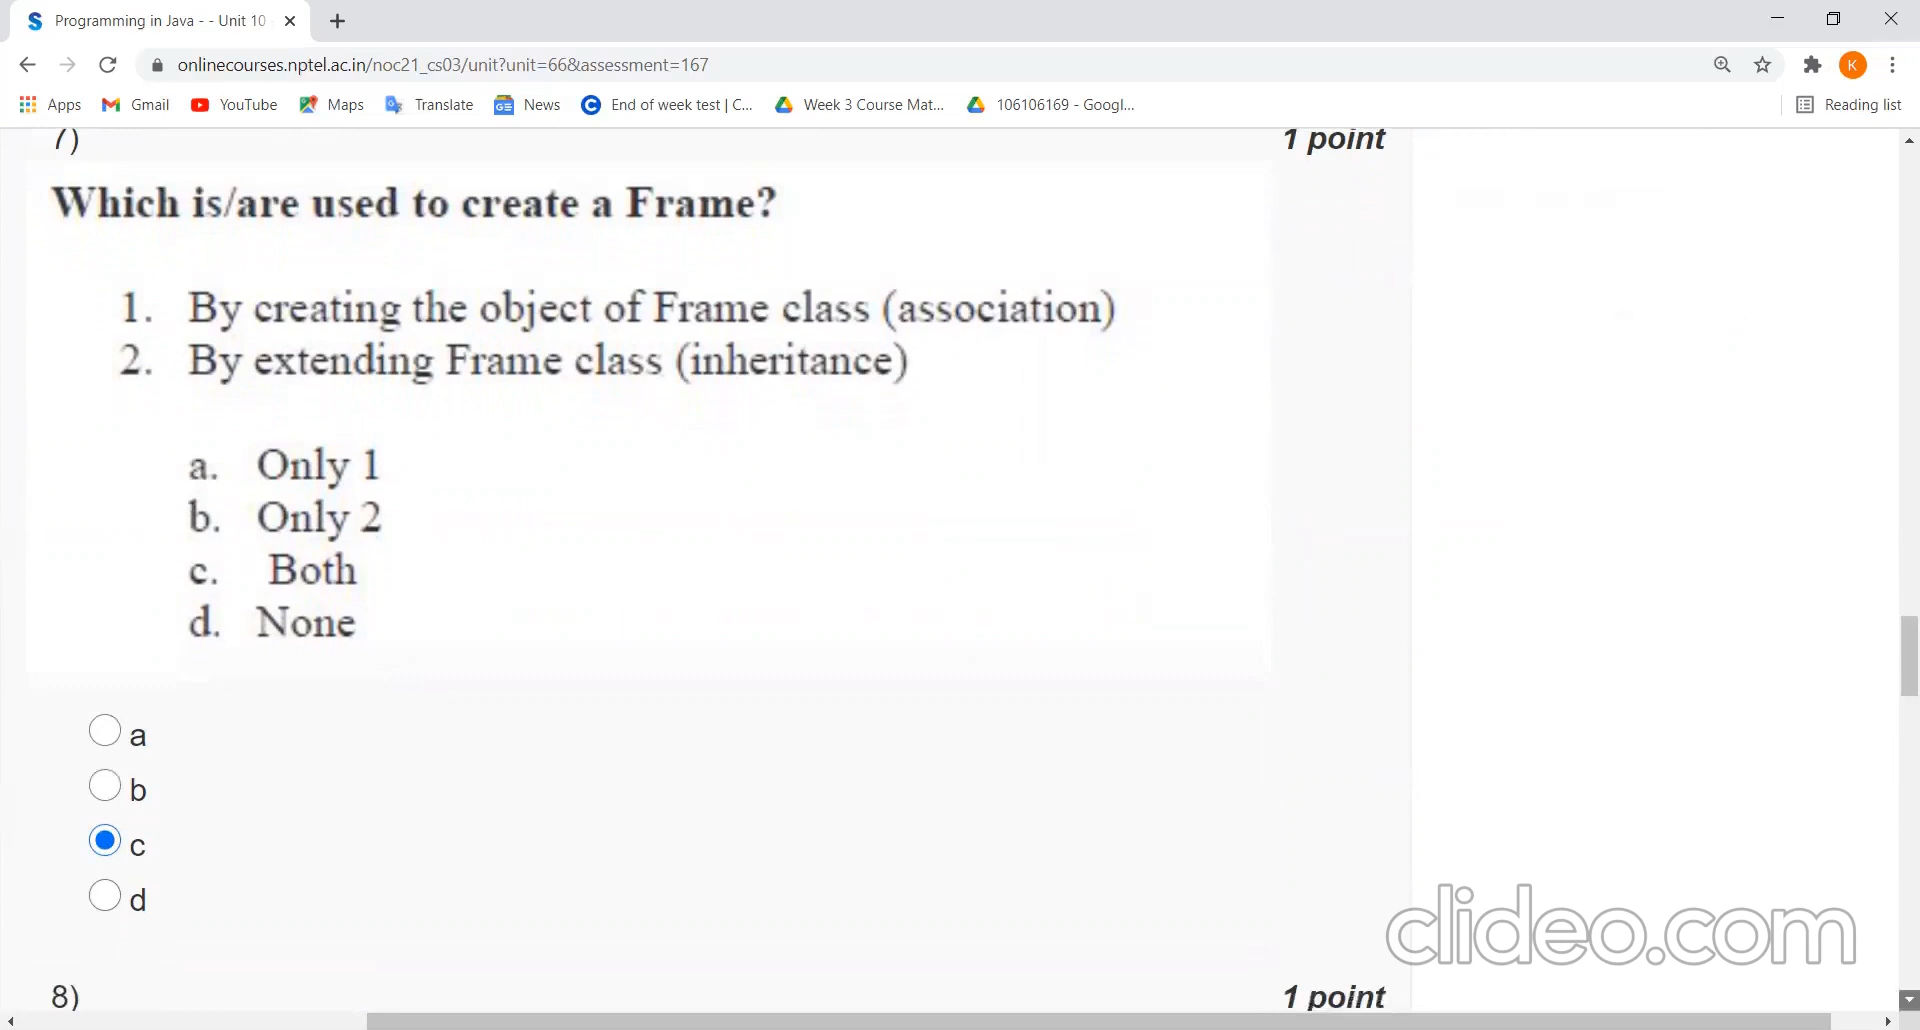 Programming in Java - - Unit 10
onlinecourses.nptel.ac.in/noc21_cs03/unit?unit=66&assessment=167
K
Apps Gmail YouTube Maps Translate News End of week test | C... Week 3 Course Mat... 106106169 - Googl... Reading list
7) 1 point
Which is/are used to create a Frame?
1. By creating the object of Frame class (association)
2. By extending Frame class (inheritance)
a. Only 1
b. Only 2
c. Both
d. None
a
b
c
d
clideo.com
8) 1 point